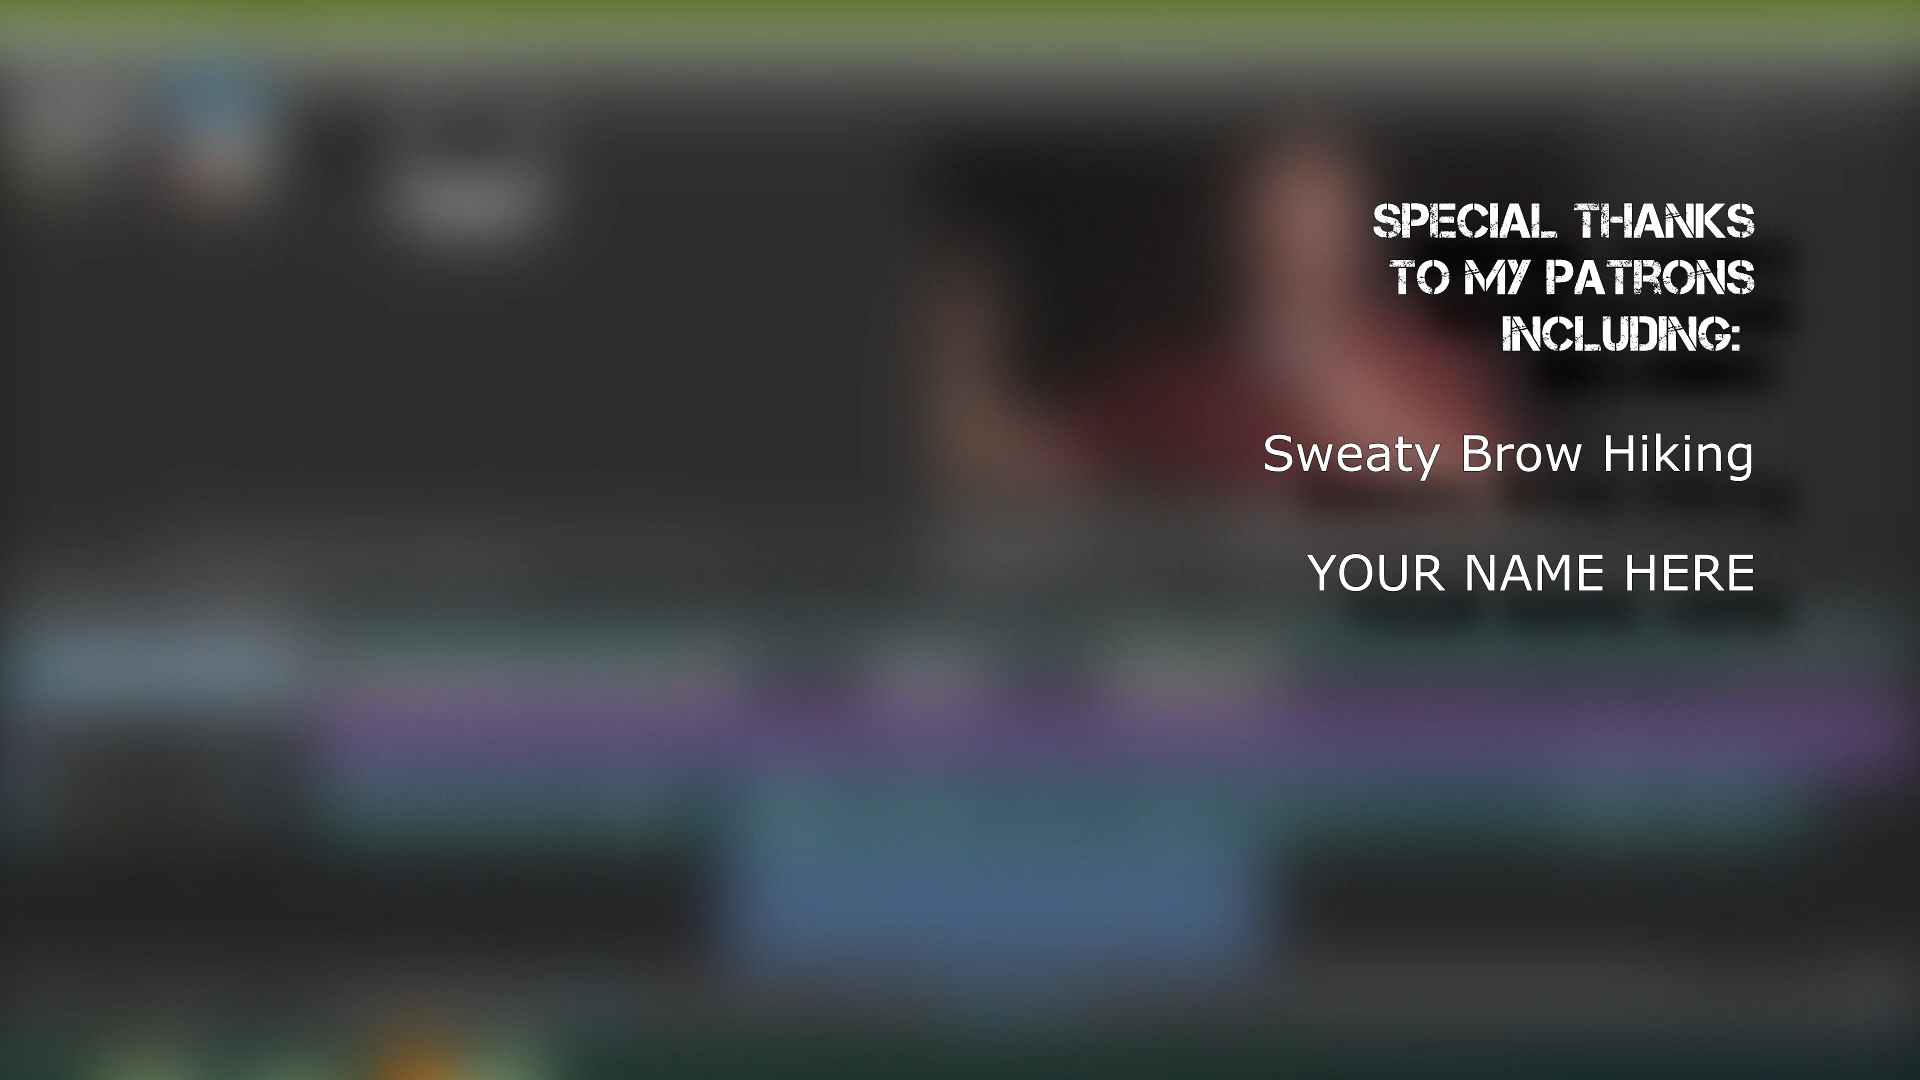 SPECIAL THANKS
TO MY PATRONS
INCLUDING:
Sweaty Brow Hiking
YOUR NAME HERE